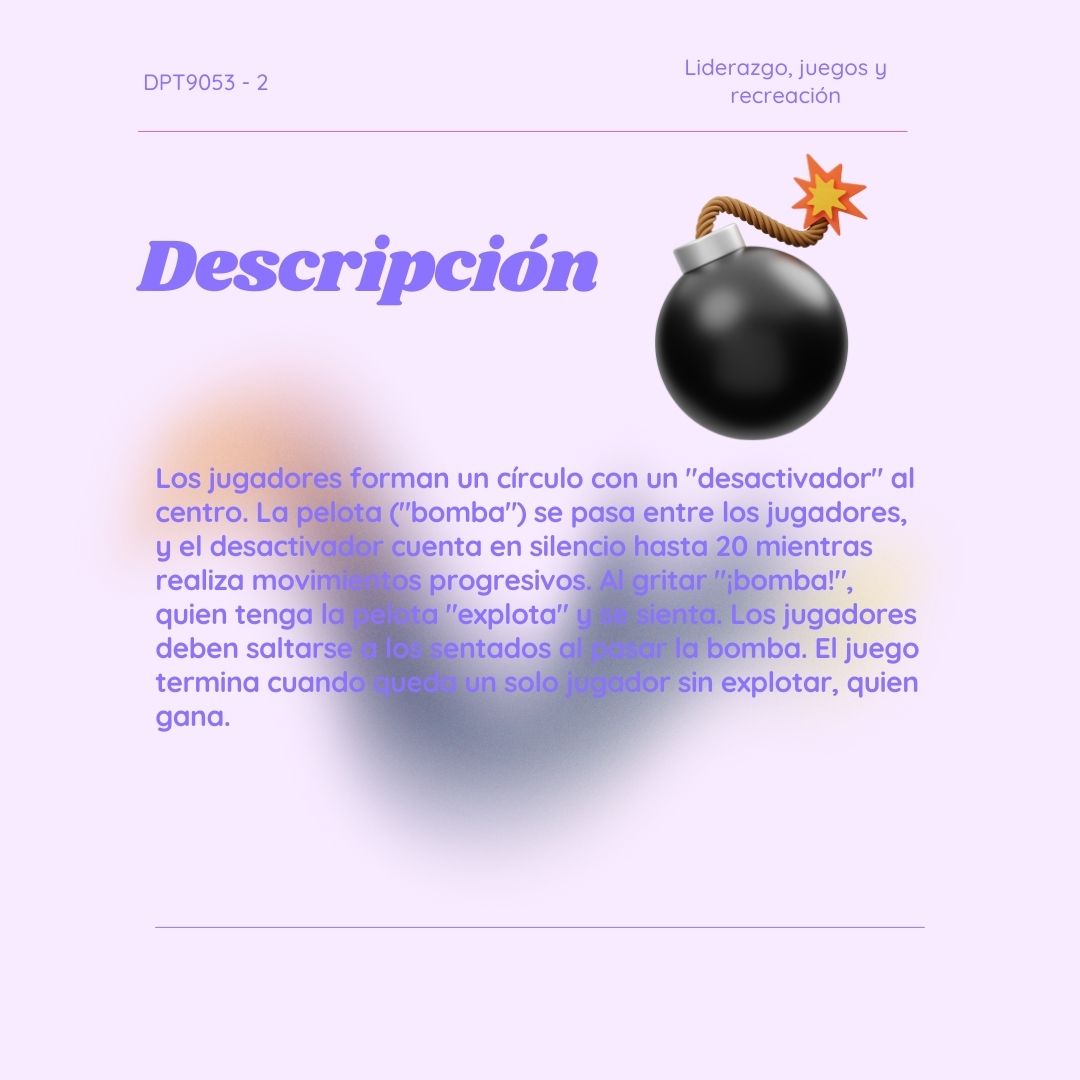 DPT9053 - 2
Liderazgo, juegos y
recreación
Descripción
Los jugadores forman un círculo con un "desactivador" al
centro. La pelota ("bomba") se pasa entre los jugadores,
y el desactivador cuenta en silencio hasta 20 mientras
realiza movimientos progresivos. Al gritar "¡bomba!",
quien tenga la pelota "explota" y se sienta. Los jugadores
deben saltarse a los sentados al pasar la bomba. El juego
termina cuando queda un solo jugador sin explotar, quien
gana.